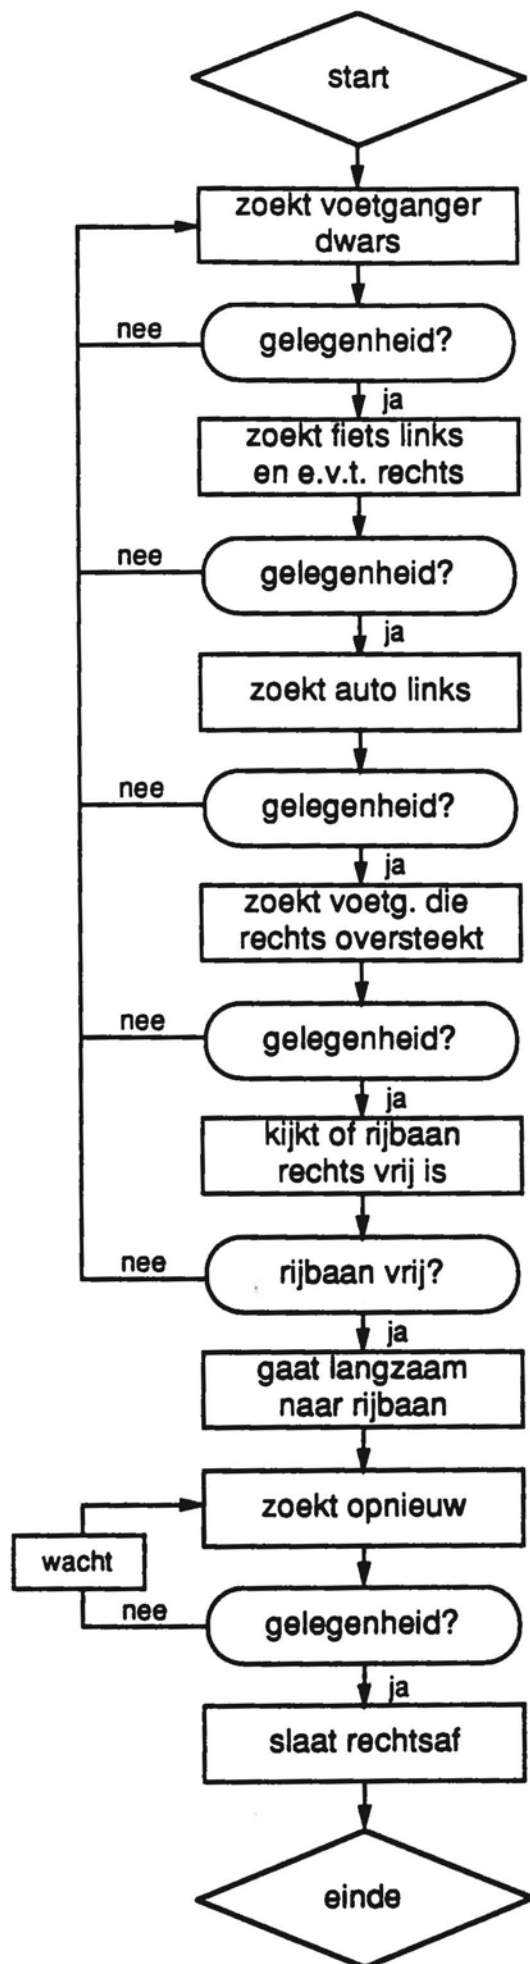 start
zoekt voetganger
dwars
nee
gelegenheid?
ja
zoekt fiets links
en e.v.t. rechts
nee
gelegenheid?
ja
zoekt auto links
nee
gelegenheid?
ja
zoekt voetg. die
rechts oversteekt
nee
gelegenheid?
ja
kijkt of rijbaan
rechts vrij is
nee
rijbaan vrij?
ja
gaat langzaam
naar rijbaan
zoekt opnieuw
wacht
nee
gelegenheid?
ja
slaat rechtsaf
einde